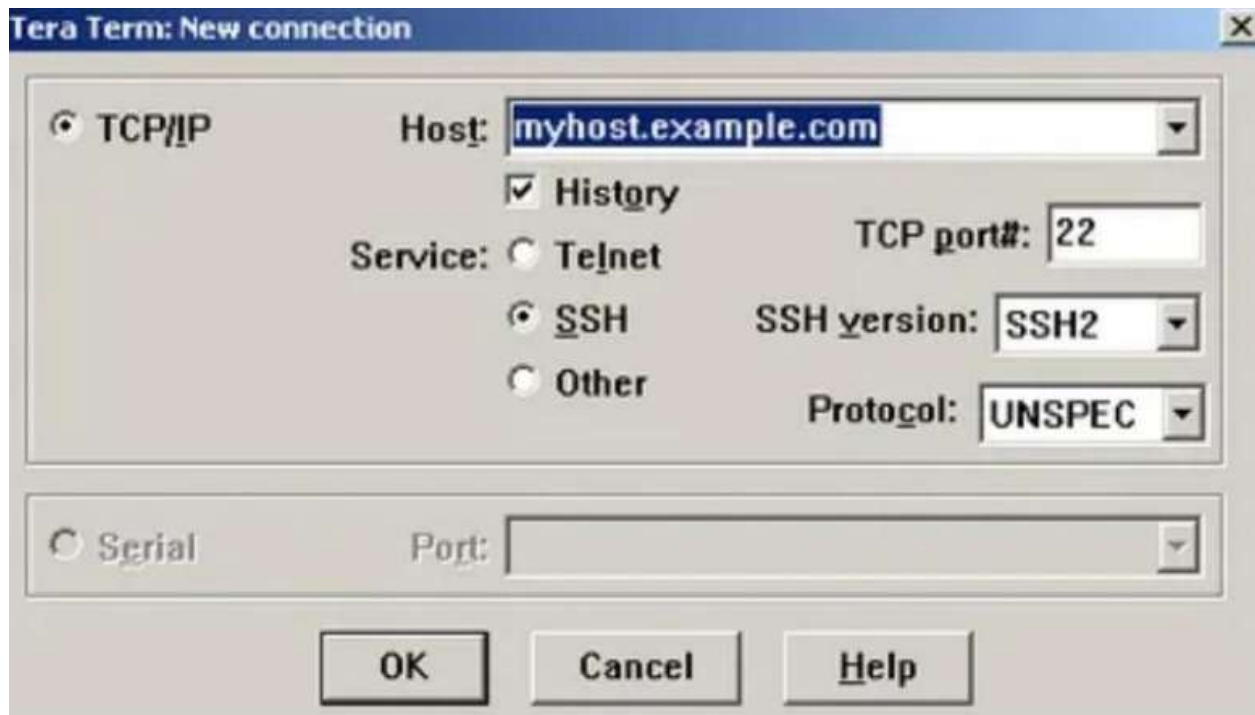 Tera Term: New connection
TCP/IP Host: myhost.example.com
History
TCP port#: 22
Service: Telnet
SSH SSH version: SSH2
Other
Protocol: UNSPEC
Serial Port:
OK Cancel Help